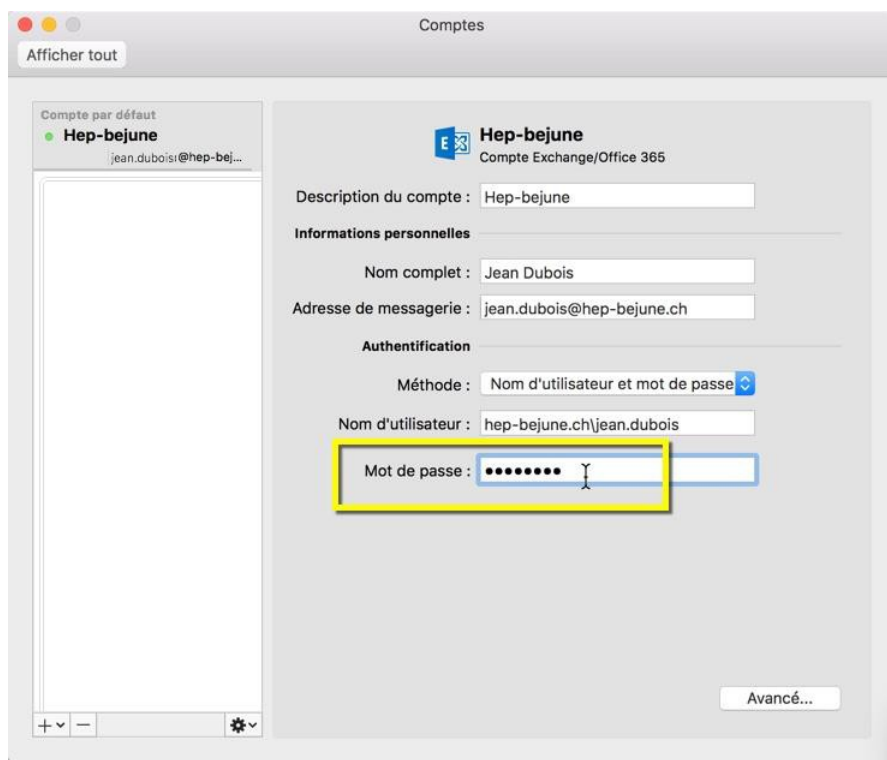 Comptes
Afficher tout
Compte par défaut
Hep-bejune
jean.dubois@hep-bej...
Hep-bejune
Compte Exchange/Office 365
Description du compte : Hep-bejune
Informations personnelles
Nom complet : Jean Dubois
Adresse de messagerie : jean.dubois@hep-bejune.ch
Authentification
Méthode : Nom d'utilisateur et mot de passe
Nom d'utilisateur : hep-bejune.ch\jean.dubois
Mot de passe : ••••••••
Avancé...